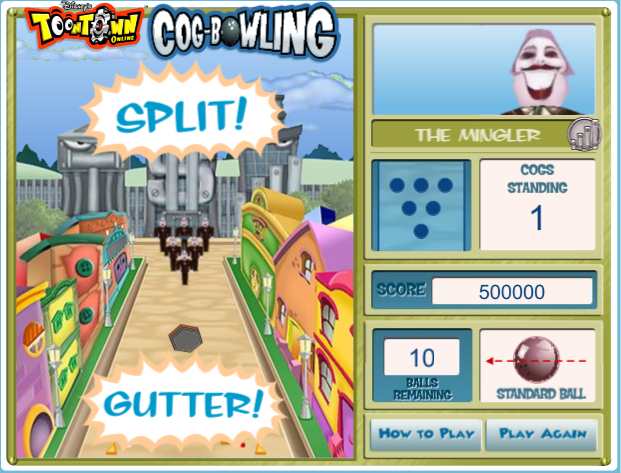 Disney's
TOONTOWN
ONLINE
COG-BOWLING
SPLIT!
THE MINGLER
COGS
STANDING
1
SCORE
500000
10
BALLS
REMAINING
STANDARD BALL
GUTTER!
HOW TO PLAY
PLAY AGAIN